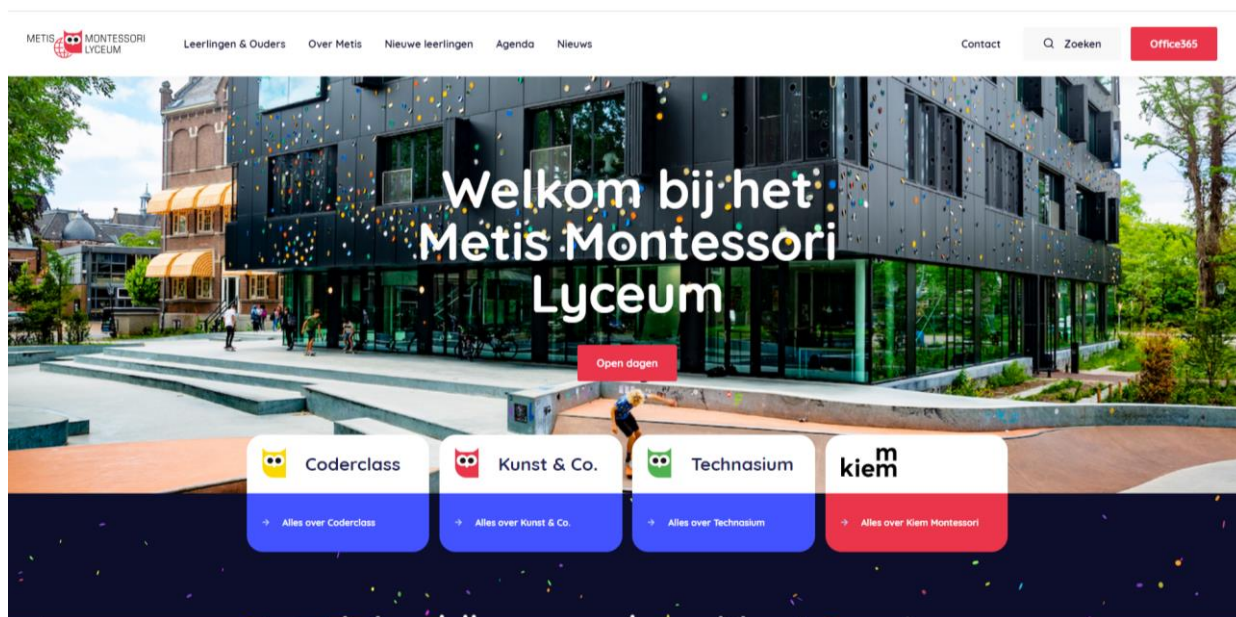 METIS MONTESSORI
LYCEUM
Leerlingen & Ouders
Over Metis
Nieuwe leerlingen
Agenda
Nieuws
Contact
Zoeken
Office365
Welkom bij het
Metis Montessori
Lyceum
Open dagen
Coderclass
Kunst & Co.
Technasium
m
kiem
Alles over Coderclass
Alles over Kunst & Co.
Alles over Technasium
Alles over Kiem Montessori